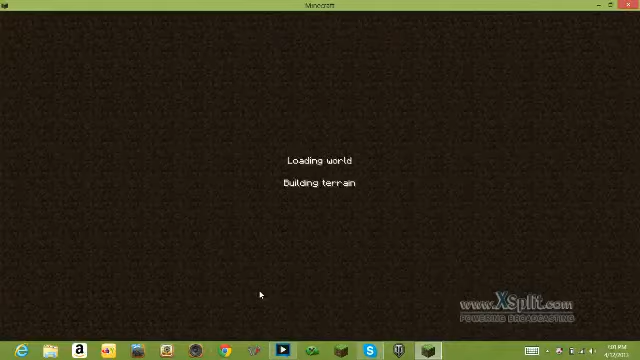 Minecraft
Loading world
Building terrain
www.XSplit.com
POWERING BROADCASTING